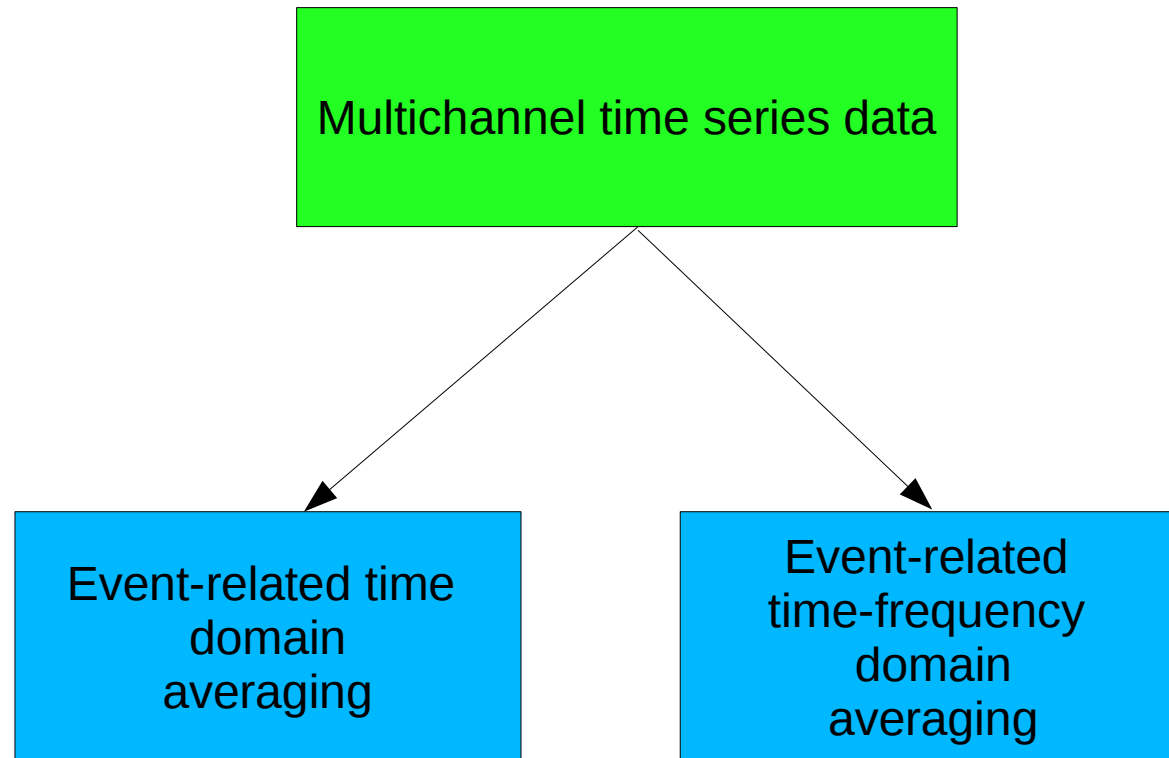 Multichannel time series data
Event-related time
domain
averaging
Event-related
time-frequency
domain
averaging